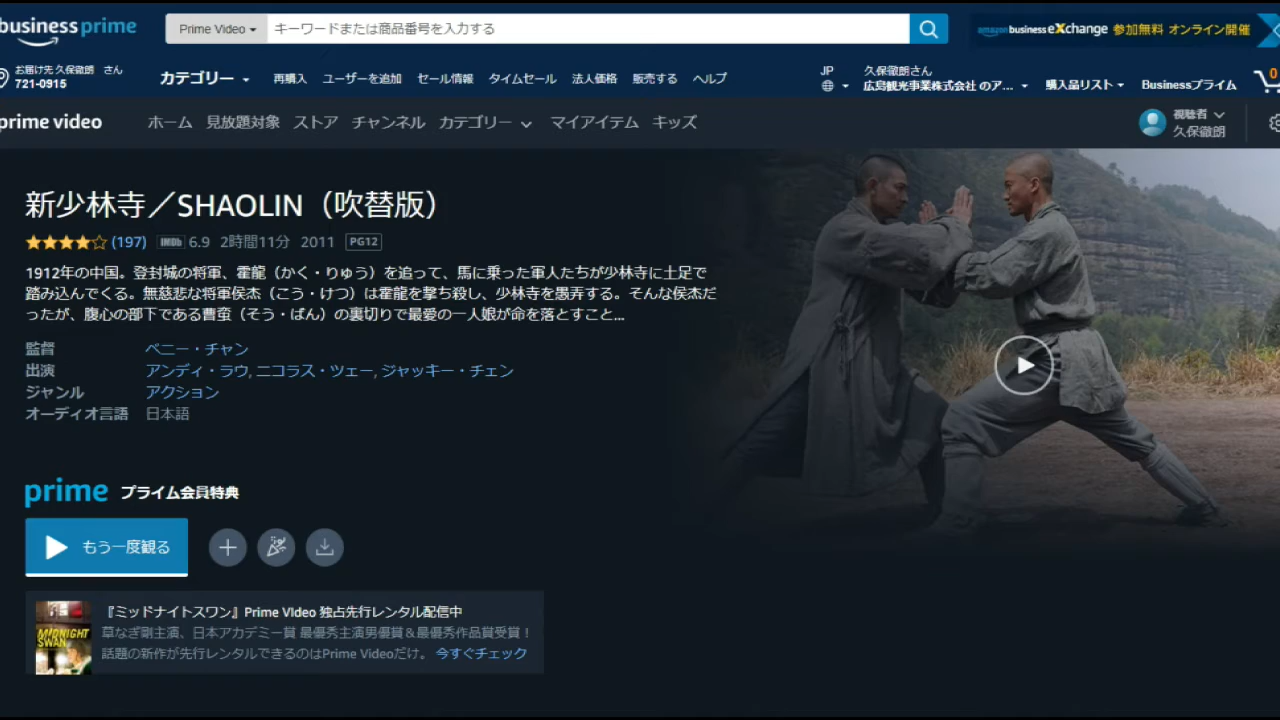 business prime
Prime Video
キーワードまたは商品番号を入力する
amazon business eXchange 参加無料 オンライン開催
お届け先 久保徹朗 さん
721-0915
カテゴリー
再購入 ユーザーを追加 セール情報 タイムセール 法人価格 販売する ヘルプ
JP
久保徹朗さん
広島観光事業株式会社 のア...
購入品リスト
Businessプライム
0
prime video
ホーム 見放題対象 ストア チャンネル カテゴリー マイアイテム キッズ
視聴者
久保徹朗
新少林寺／SHAOLIN（吹替版）
(197) IMDb 6.9 2時間11分 2011 PG12
1912年の中国。登封城の将軍、霍龍（かく・りゅう）を追って、馬に乗った軍人たちが少林寺に土足で
踏み込んでくる。無慈悲な将軍侯杰（こう・けつ）は霍龍を撃ち殺し、少林寺を愚弄する。そんな侯杰だ
ったが、腹心の部下である曹蛮（そう・ばん）の裏切りで最愛の一人娘が命を落とすこと...
監督 ベニー・チャン
出演 アンディ・ラウ, ニコラス・ツェー, ジャッキー・チェン
ジャンル アクション
オーディオ言語 日本語
prime プライム会員特典
もう一度観る
『ミッドナイトスワン』Prime VIdeo 独占先行レンタル配信中
草なぎ剛主演、日本アカデミー賞 最優秀主演男優賞＆最優秀作品賞受賞！
話題の新作が先行レンタルできるのはPrime Videoだけ。 今すぐチェック
MIDNIGHT
SWAN